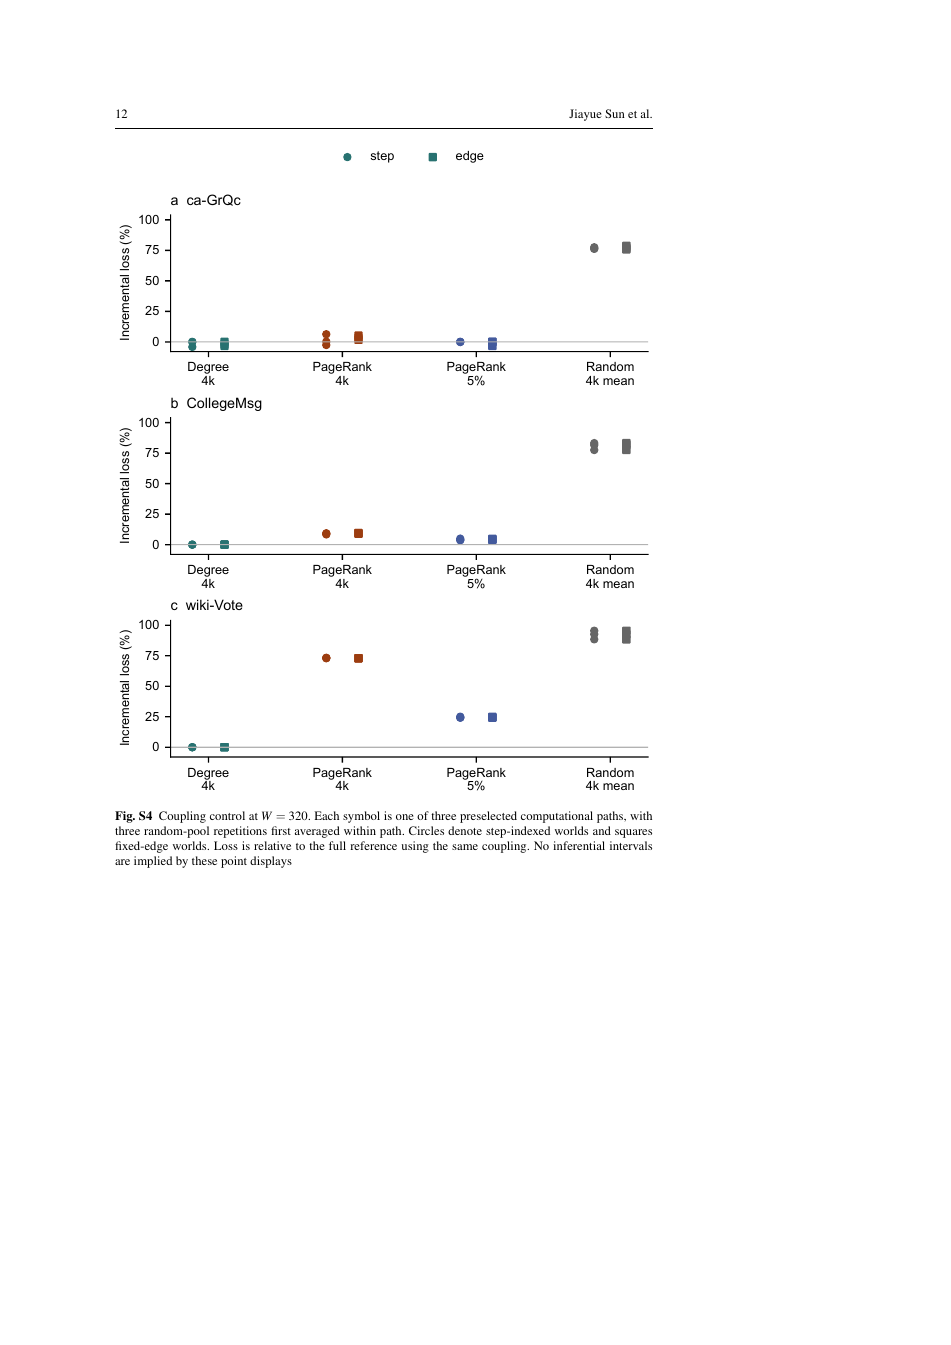 12 Jiayue Sun et al.
step edge
a ca-GrQc
Incremental loss (%)
100
75
50
25
0
Degree 4k
PageRank 4k
PageRank 5%
Random 4k mean
b CollegeMsg
Incremental loss (%)
100
75
50
25
0
Degree 4k
PageRank 4k
PageRank 5%
Random 4k mean
c wiki-Vote
Incremental loss (%)
100
75
50
25
0
Degree 4k
PageRank 4k
PageRank 5%
Random 4k mean
Fig. S4 Coupling control at W = 320. Each symbol is one of three preselected computational paths, with
three random-pool repetitions first averaged within path. Circles denote step-indexed worlds and squares
fixed-edge worlds. Loss is relative to the full reference using the same coupling. No inferential intervals
are implied by these point displays